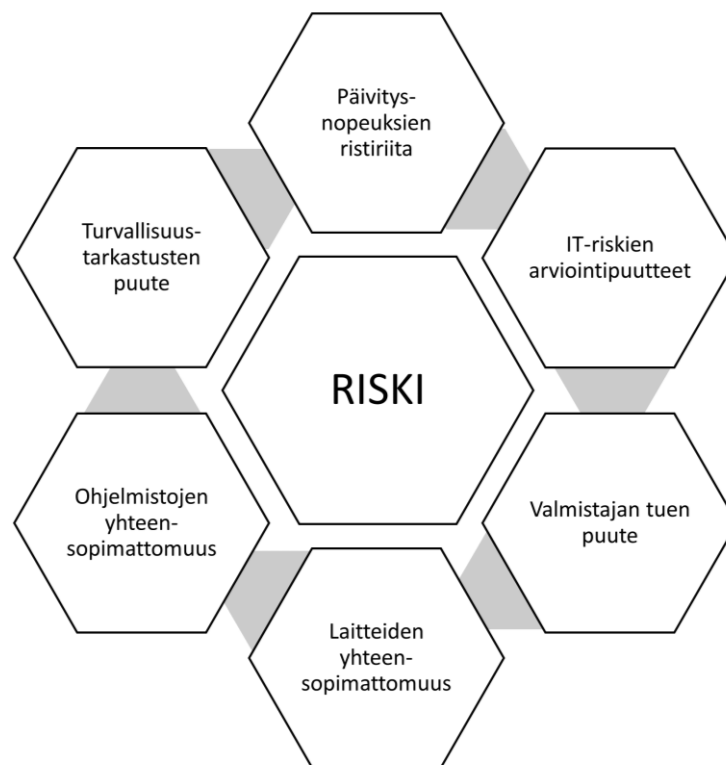 Päivitys-
nopeuksien
ristiriita
Turvallisuus-
tarkastusten
puute
IT-riskien
arviointipuutteet
RISKI
Ohjelmistojen
yhteen-
sopimattomuus
Valmistajan tuen
puute
Laitteiden
yhteen-
sopimattomuus